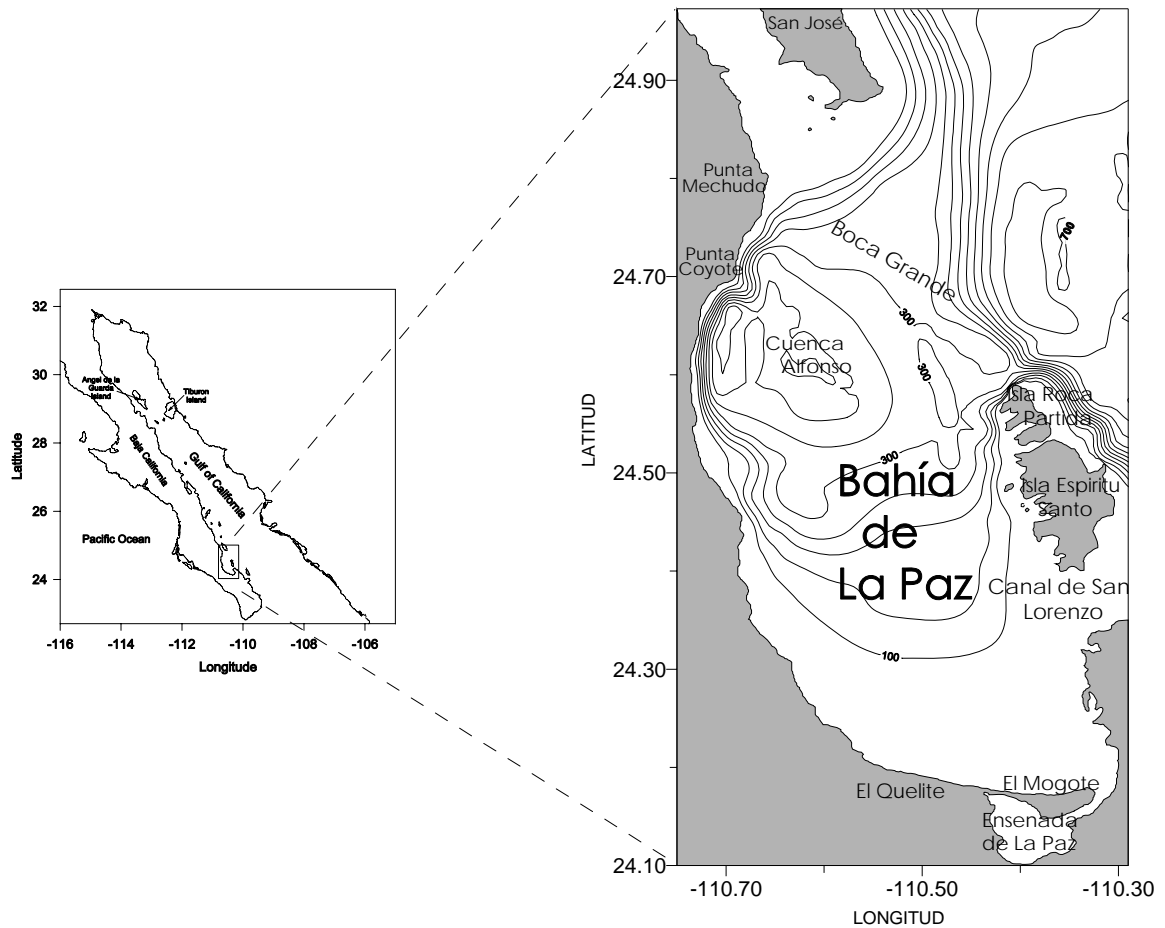 32
30
28
26
24
-116
-114
-112
-110
-108
-106
Latitude
Longitude
Angel de la
Guarda
Island
Tiburon
Island
Baja California
Gulf of California
Pacific Ocean
San José
24.90
Punta
Mechudo
Boca Grande
700
Punta
Coyote
24.70
300
Cuenca
Alfonso
300
Isla Roca
Partida
LATITUD
300
24.50
Bahía
de
La Paz
Isla Espiritu
Santo
Canal de San
Lorenzo
100
24.30
El Quelite
El Mogote
Ensenada
de La Paz
24.10
-110.70
-110.50
-110.30
LONGITUD